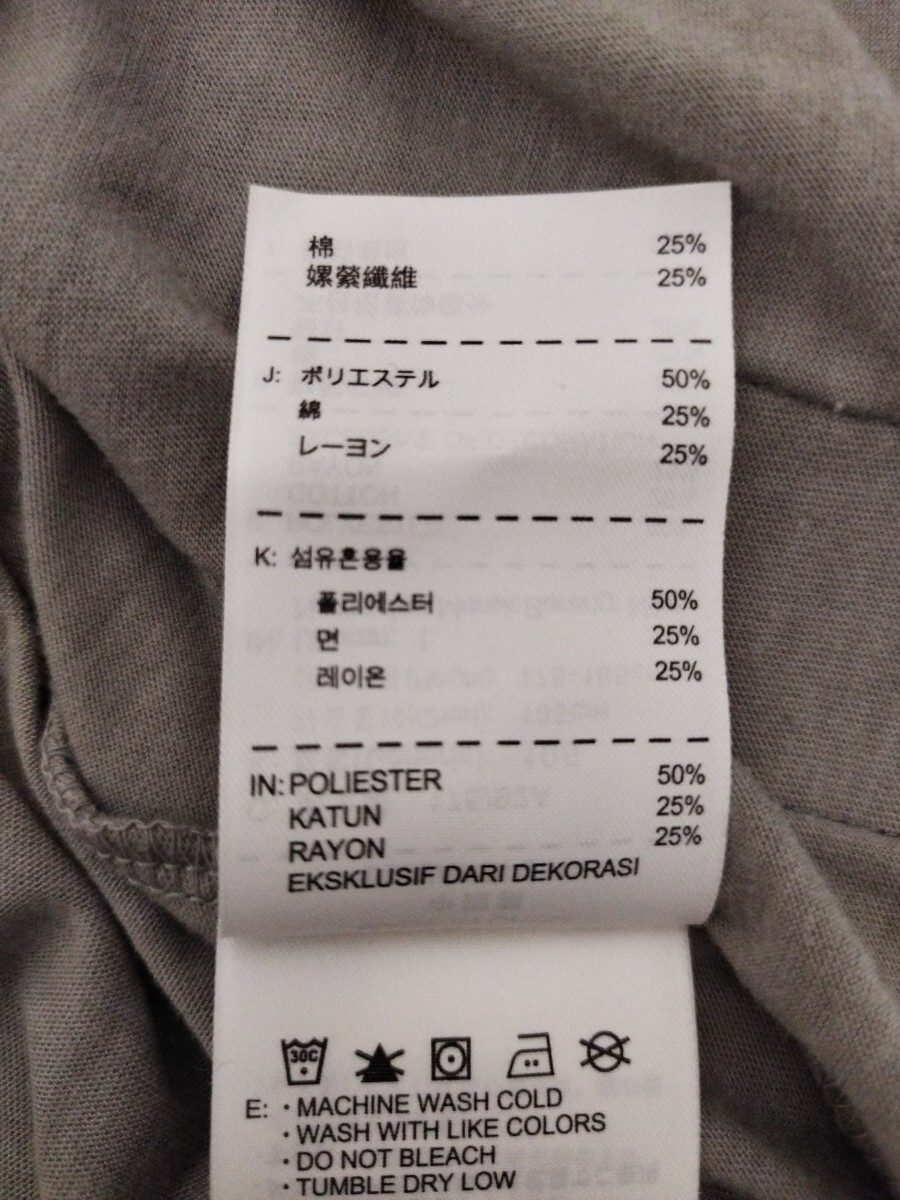 棉 25%
嫘縈纖維 25%
J: ポリエステル 50%
綿 25%
レーヨン 25%
K: 섬유혼용율
폴리에스터 50%
면 25%
레이온 25%
IN: POLIESTER 50%
KATUN 25%
RAYON 25%
EKSKLUSIF DARI DEKORASI
30C
E: · MACHINE WASH COLD
· WASH WITH LIKE COLORS
· DO NOT BLEACH
· TUMBLE DRY LOW